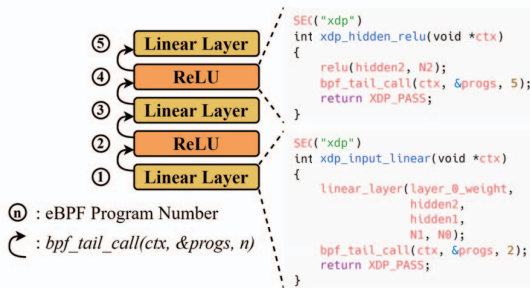 ⑤ Linear Layer
④ ReLU
③ Linear Layer
② ReLU
① Linear Layer
ⓝ : eBPF Program Number
: bpf_tail_call(ctx, &progs, n)
SEC("xdp")
int xdp_hidden_relu(void *ctx)
{
relu(hidden2, N2);
bpf_tail_call(ctx, &progs, 5);
return XDP_PASS;
}
SEC("xdp")
int xdp_input_linear(void *ctx)
{
linear_layer(layer_0_weight,
hidden2,
hidden1,
N1, N0);
bpf_tail_call(ctx, &progs, 2);
return XDP_PASS;
}